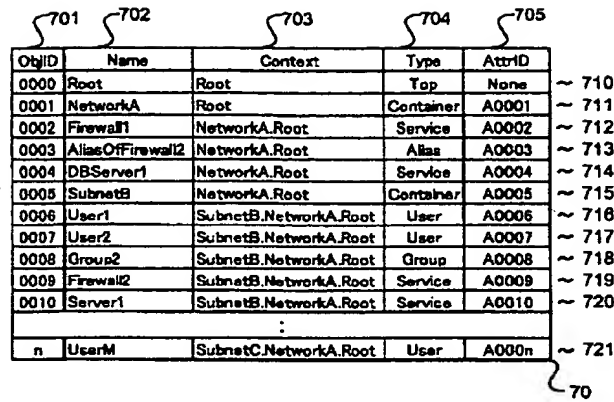 701 702 703 704 705
ObjID Name Context Type AttrID
0000 Root Root Top None ~ 710
0001 NetworkA Root Container A0001 ~ 711
0002 Firewall1 NetworkA.Root Service A0002 ~ 712
0003 AliasOfFirewall2 NetworkA.Root Alias A0003 ~ 713
0004 DBServer1 NetworkA.Root Service A0004 ~ 714
0005 SubnetB NetworkA.Root Container A0005 ~ 715
0006 User1 SubnetB.NetworkA.Root User A0006 ~ 716
0007 User2 SubnetB.NetworkA.Root User A0007 ~ 717
0008 Group2 SubnetB.NetworkA.Root Group A0008 ~ 718
0009 Firewall2 SubnetB.NetworkA.Root Service A0009 ~ 719
0010 Server1 SubnetB.NetworkA.Root Service A0010 ~ 720
:
n UserM SubnetC.NetworkA.Root User A000n ~ 721
70